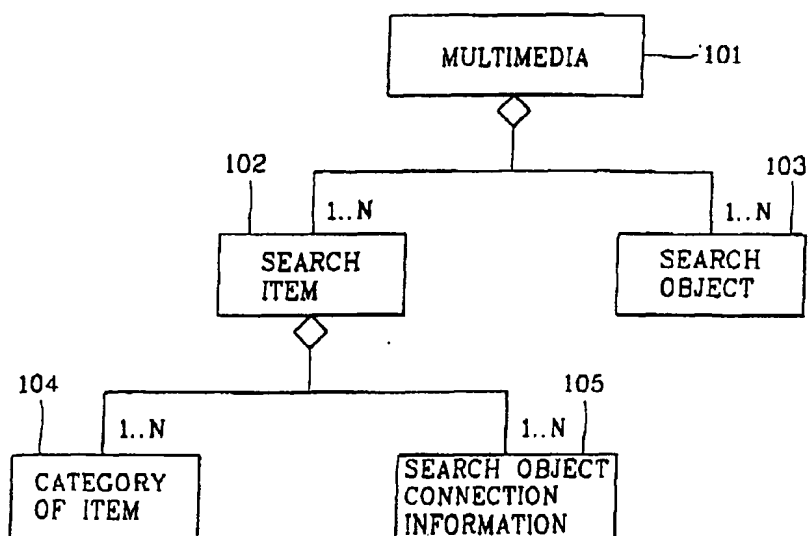 MULTIMEDIA
101
102
103
1..N
1..N
SEARCH
ITEM
SEARCH
OBJECT
104
105
1..N
1..N
CATEGORY
OF ITEM
SEARCH OBJECT
CONNECTION
INFORMATION